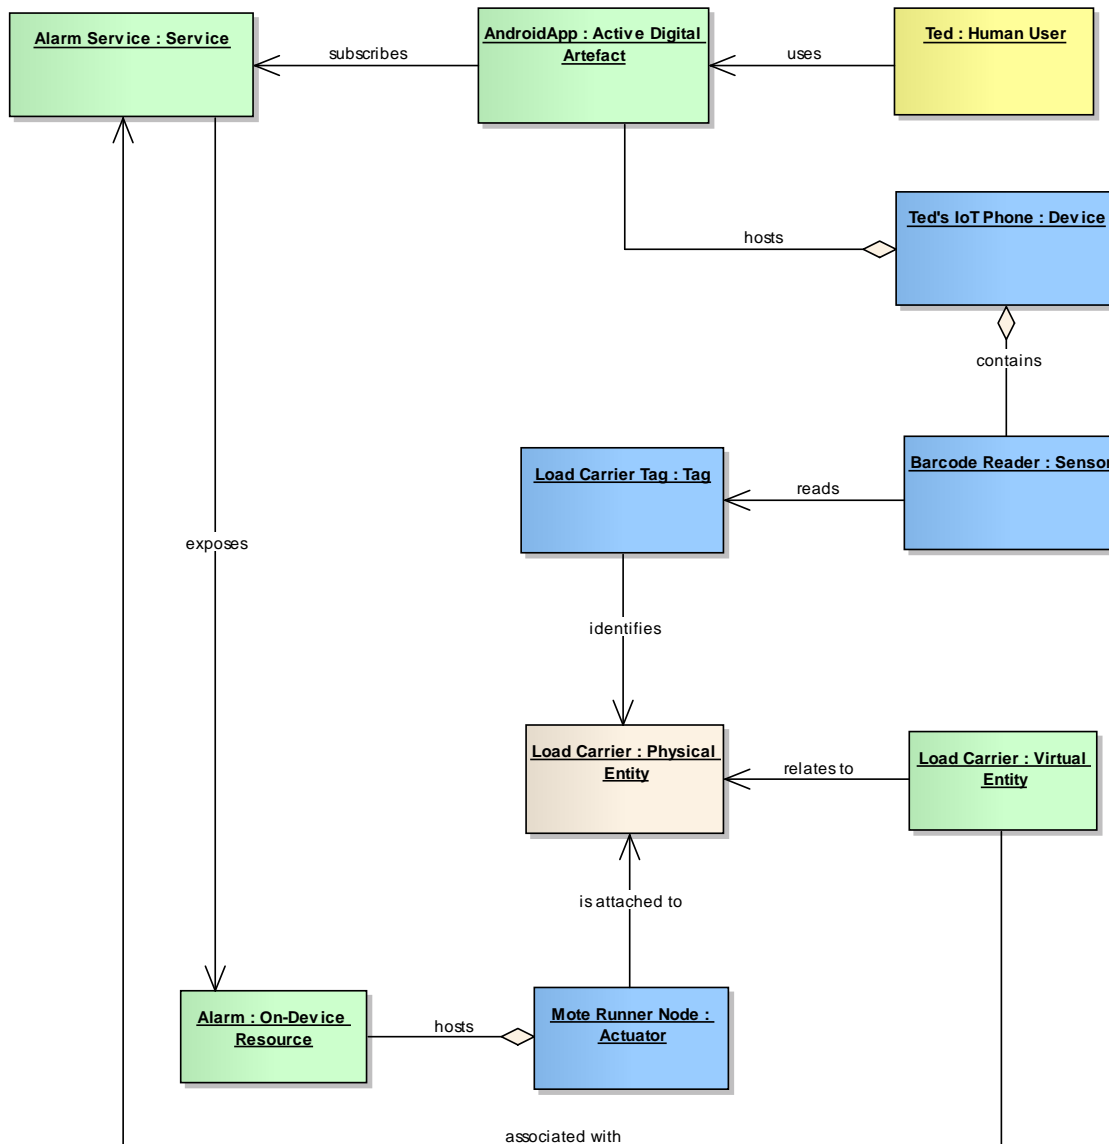 Alarm Service : Service
AndroidApp : Active Digital
Artefact
Ted : Human User
subscribes
uses
Ted's IoT Phone : Device
hosts
contains
Load Carrier Tag : Tag
Barcode Reader : Sensor
reads
exposes
identifies
Load Carrier : Physical
Entity
Load Carrier : Virtual
Entity
relates to
is attached to
Alarm : On-Device
Resource
hosts
Mote Runner Node :
Actuator
associated with